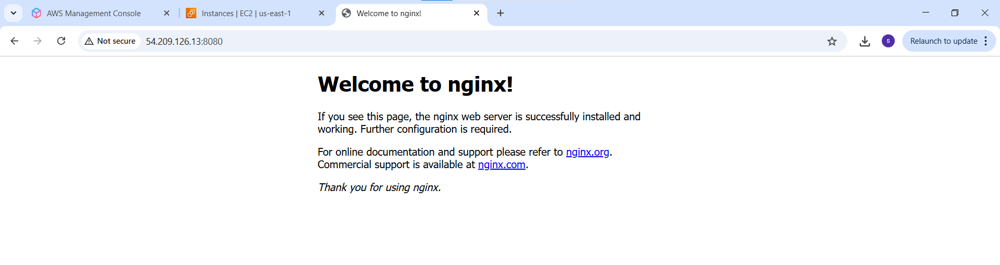 AWS Management Console
Instances | EC2 | us-east-1
Welcome to nginx!
Not secure
54.209.126.13:8080
S
Relaunch to update
Welcome to nginx!
If you see this page, the nginx web server is successfully installed and
working. Further configuration is required.
For online documentation and support please refer to nginx.org.
Commercial support is available at nginx.com.
Thank you for using nginx.